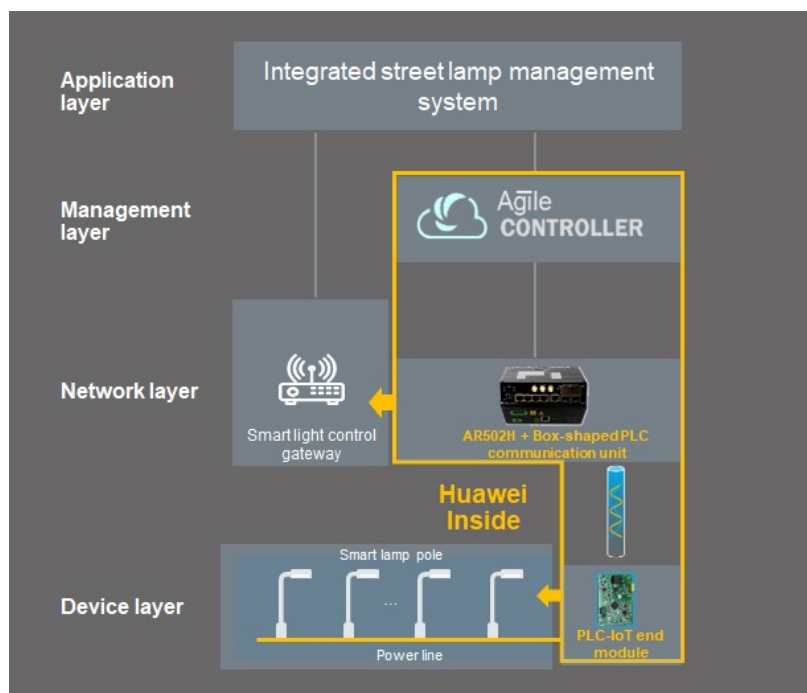 Application
layer
Integrated street lamp management
system
Management
layer
Agile
CONTROLLER
Network layer
Smart light control
gateway
AR502H + Box-shaped PLC
communication unit
Huawei
Inside
Device layer
Smart lamp pole
...
Power line
PLC-IoT end
module